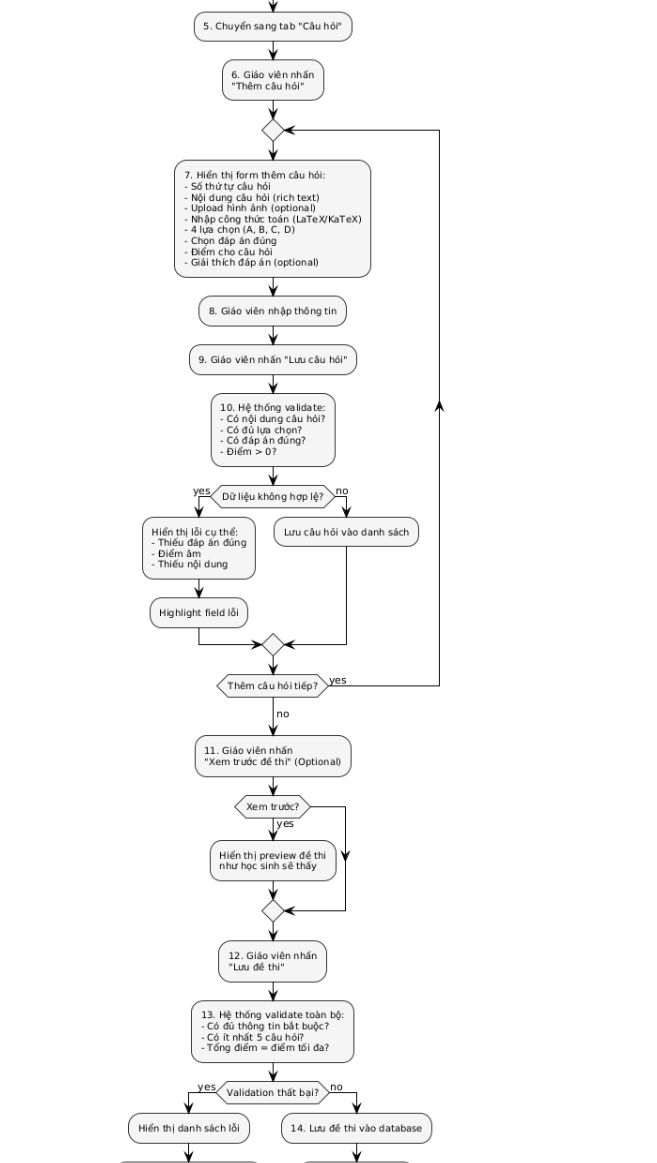 5. Chuyển sang tab "Câu hỏi"
6. Giáo viên nhấn
"Thêm câu hỏi"
7. Hiển thị form thêm câu hỏi:
- Số thứ tự câu hỏi
- Nội dung câu hỏi (rich text)
- Upload hình ảnh (optional)
- Nhập công thức toán (LaTeX/KaTeX)
- 4 lựa chọn (A, B, C, D)
- Chọn đáp án đúng
- Điểm cho câu hỏi
- Giải thích đáp án (optional)
8. Giáo viên nhập thông tin
9. Giáo viên nhấn "Lưu câu hỏi"
10. Hệ thống validate:
- Có nội dung câu hỏi?
- Có đủ lựa chọn?
- Có đáp án đúng?
- Điểm > 0?
yes
Dữ liệu không hợp lệ?
no
Hiển thị lỗi cụ thể:
- Thiếu đáp án đúng
- Điểm âm
- Thiếu nội dung
Lưu câu hỏi vào danh sách
Highlight field lỗi
Thêm câu hỏi tiếp?
yes
no
11. Giáo viên nhấn
"Xem trước đề thi" (Optional)
Xem trước?
yes
Hiển thị preview đề thi
như học sinh sẽ thấy
12. Giáo viên nhấn
"Lưu đề thi"
13. Hệ thống validate toàn bộ:
- Có đủ thông tin bắt buộc?
- Có ít nhất 5 câu hỏi?
- Tổng điểm = điểm tối đa?
yes
Validation thất bại?
no
Hiển thị danh sách lỗi
14. Lưu đề thi vào database